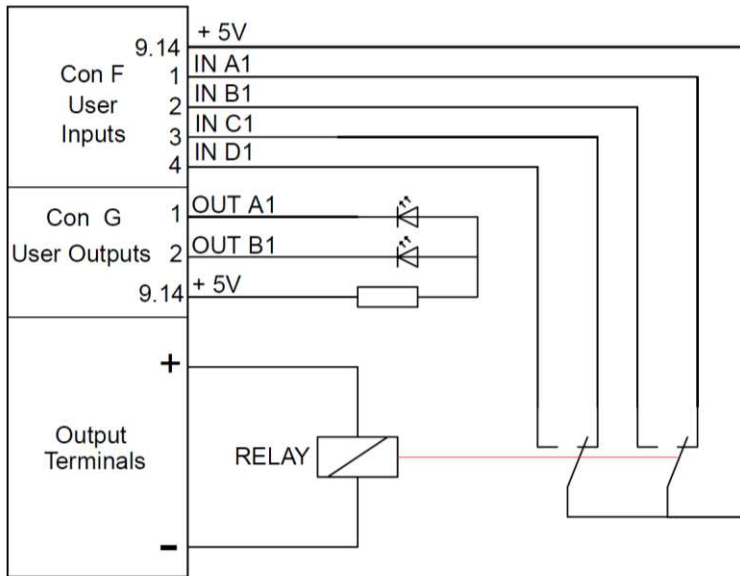 Con F
User
Inputs
9.14 + 5V
1 IN A1
2 IN B1
3 IN C1
4 IN D1
Con G
User Outputs
1 OUT A1
2 OUT B1
9.14 + 5V
Output
Terminals
+
-
RELAY